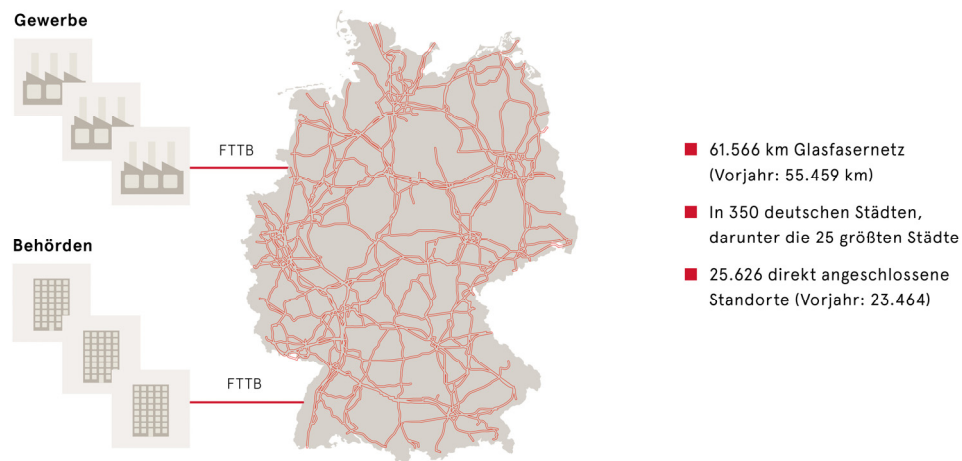 Gewerbe
FTTB
Behörden
FTTB
61.566 km Glasfasernetz
(Vorjahr: 55.459 km)
In 350 deutschen Städten,
darunter die 25 größten Städte
25.626 direkt angeschlossene
Standorte (Vorjahr: 23.464)